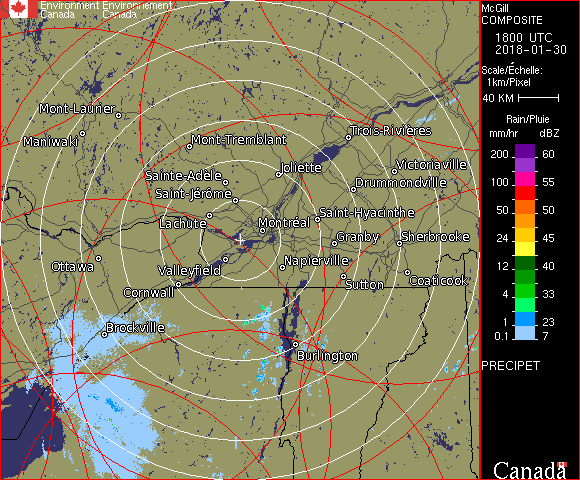 Environment Environnement
Canada Canada
Mont-Laurier
Maniwaki
Mont-Tremblant
Trois-Rivières
Sainte-Adèle
Joliette
Victoriaville
Saint-Jérôme
Drummondville
Lachute
Montréal
Saint-Hyacinthe
Granby
Sherbrooke
Ottawa
Valleyfield
Napierville
Cornwall
Sutton
Coaticook
Brockville
Burlington
McGill
COMPOSITE
1800 UTC
2018-01-30
Scale/Échelle:
1km/Pixel
40 KM
Rain/Pluie
mm/hr dBZ
200 60
150 57
100 55
50 50
24 45
12 40
4 33
1 23
0.1 7
PRECIPET
Canada